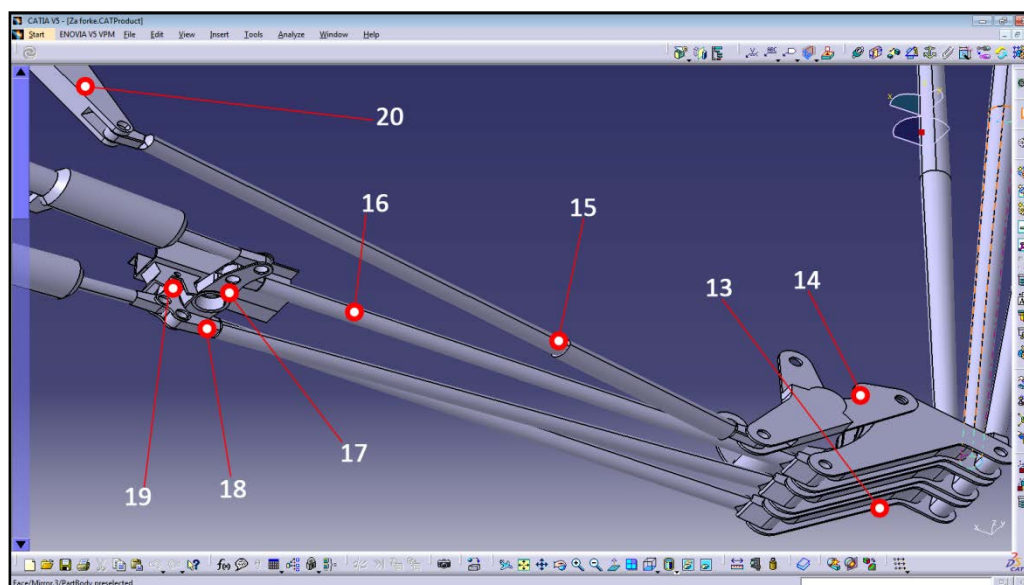 CATIA V5 - [Za forke.CATProduct]
Start ENOVIA V5 VPM File Edit View Insert Tools Analyze Window Help
20
16
15
13
14
17
18
19
Face/Mirror.3/PartBody preselected